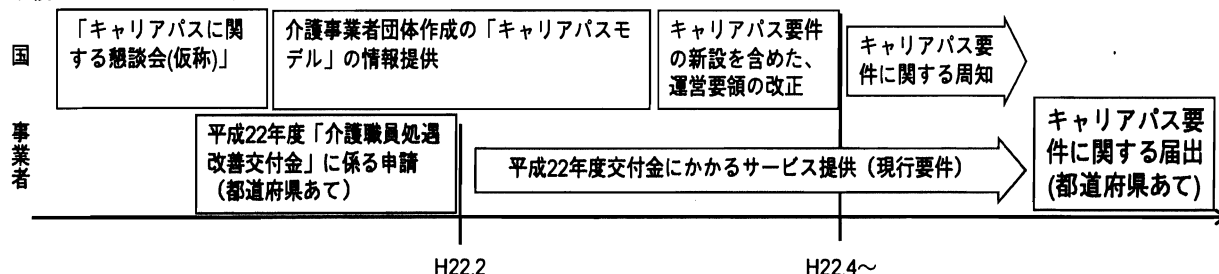 国
「キャリアパスに関
する懇談会(仮称)」
介護事業者団体作成の「キャリアパスモ
デル」の情報提供
キャリアパス要件
の新設を含めた、
運営要領の改正
キャリアパス要
件に関する周知
事
業
者
平成22年度「介護職員処遇
改善交付金」に係る申請
（都道府県あて）
平成22年度交付金にかかるサービス提供（現行要件）
キャリアパス要
件に関する届出
(都道府県あて)
H22.2
H22.4～